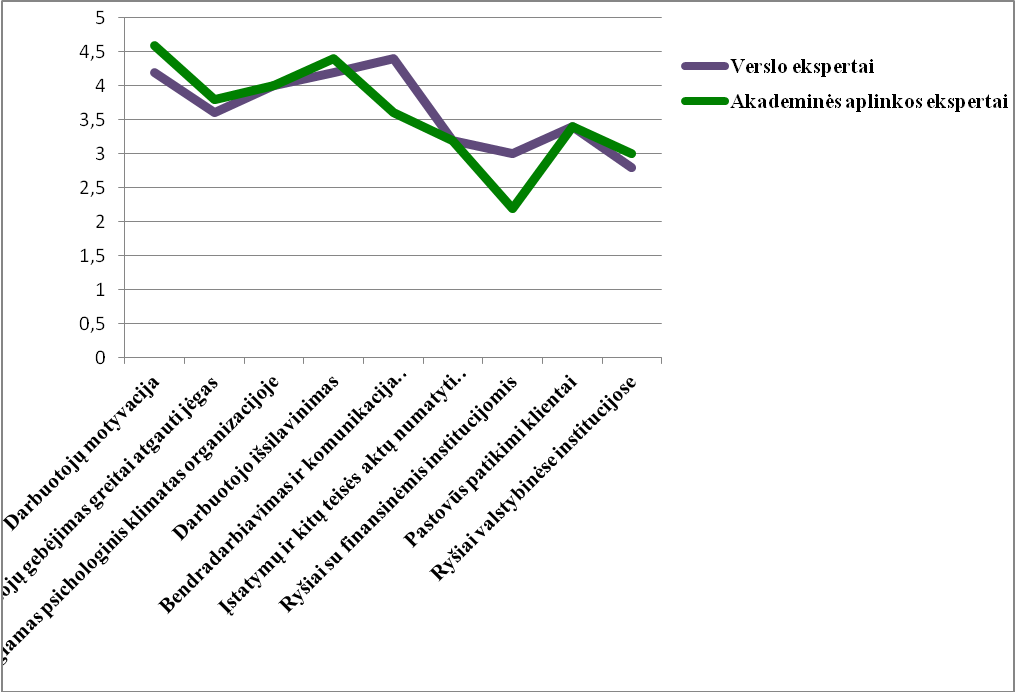 5
4,5
4
3,5
3
2,5
2
1,5
1
0,5
0
Verslo ekspertai
Akademinės aplinkos ekspertai
Darbuotojų motyvacija
gebėjimas greitai atgauti jėgas
psichologinis klimatas organizacijoje
Darbuotojo išsilavinimas
Bendradarbiavimas ir komunikacija..
Įstatymų ir kitų teisės aktų numatyti..
Ryšiai su finansinėmis institucijomis
Pastovūs patikimi klientai
Ryšiai valstybinėse institucijose